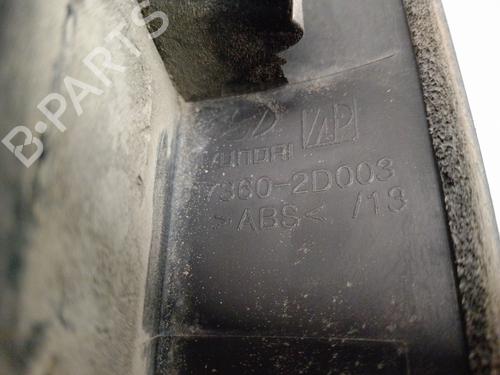 B-PARTS
HYUNDAI
7360-2D003
>ABS< /13